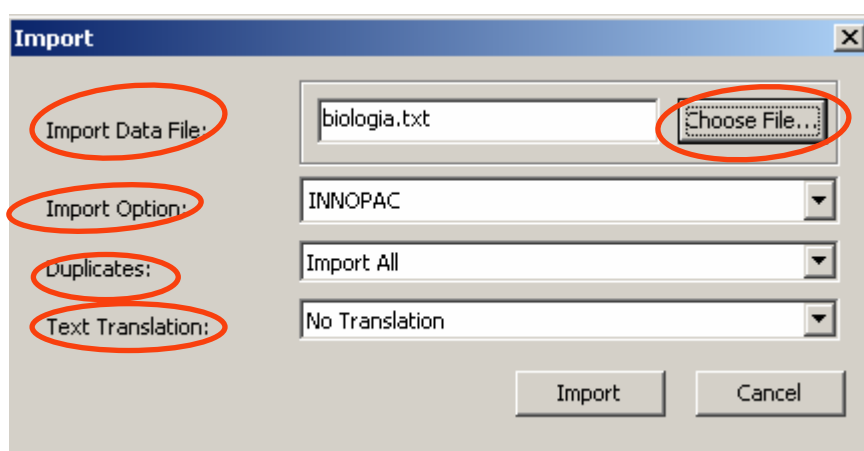 Import
Import Data File: biologia.txt Choose File...
Import Option: INNOPAC
Duplicates: Import All
Text Translation: No Translation
Import Cancel